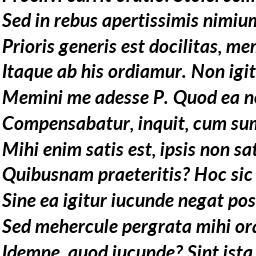 Sed in rebus apertissimis nimium
Prioris generis est docilitas, mem
Itaque ab his ordiamur. Non igit
Memini me adesse P. Quod ea n
Compensabatur, inquit, cum sum
Mihi enim satis est, ipsis non sat
Quibusnam praeteritis? Hoc sic
Sine ea igitur iucunde negat pos
Sed mehercule pergrata mihi ora
Idemne, quod iucunde? Sint ista